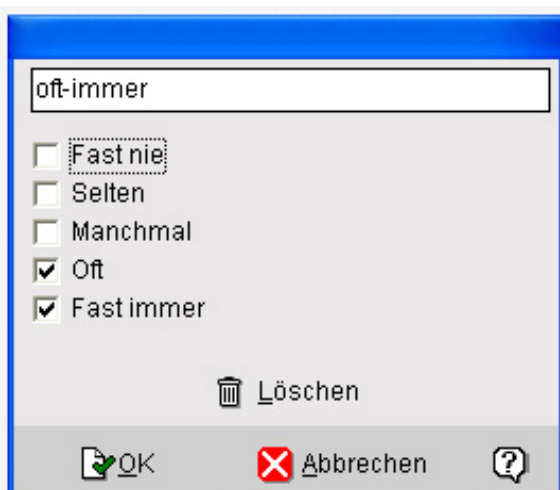 oft-immer
Fast nie
Selten
Manchmal
Oft
Fast immer
Löschen
OK Abbrechen